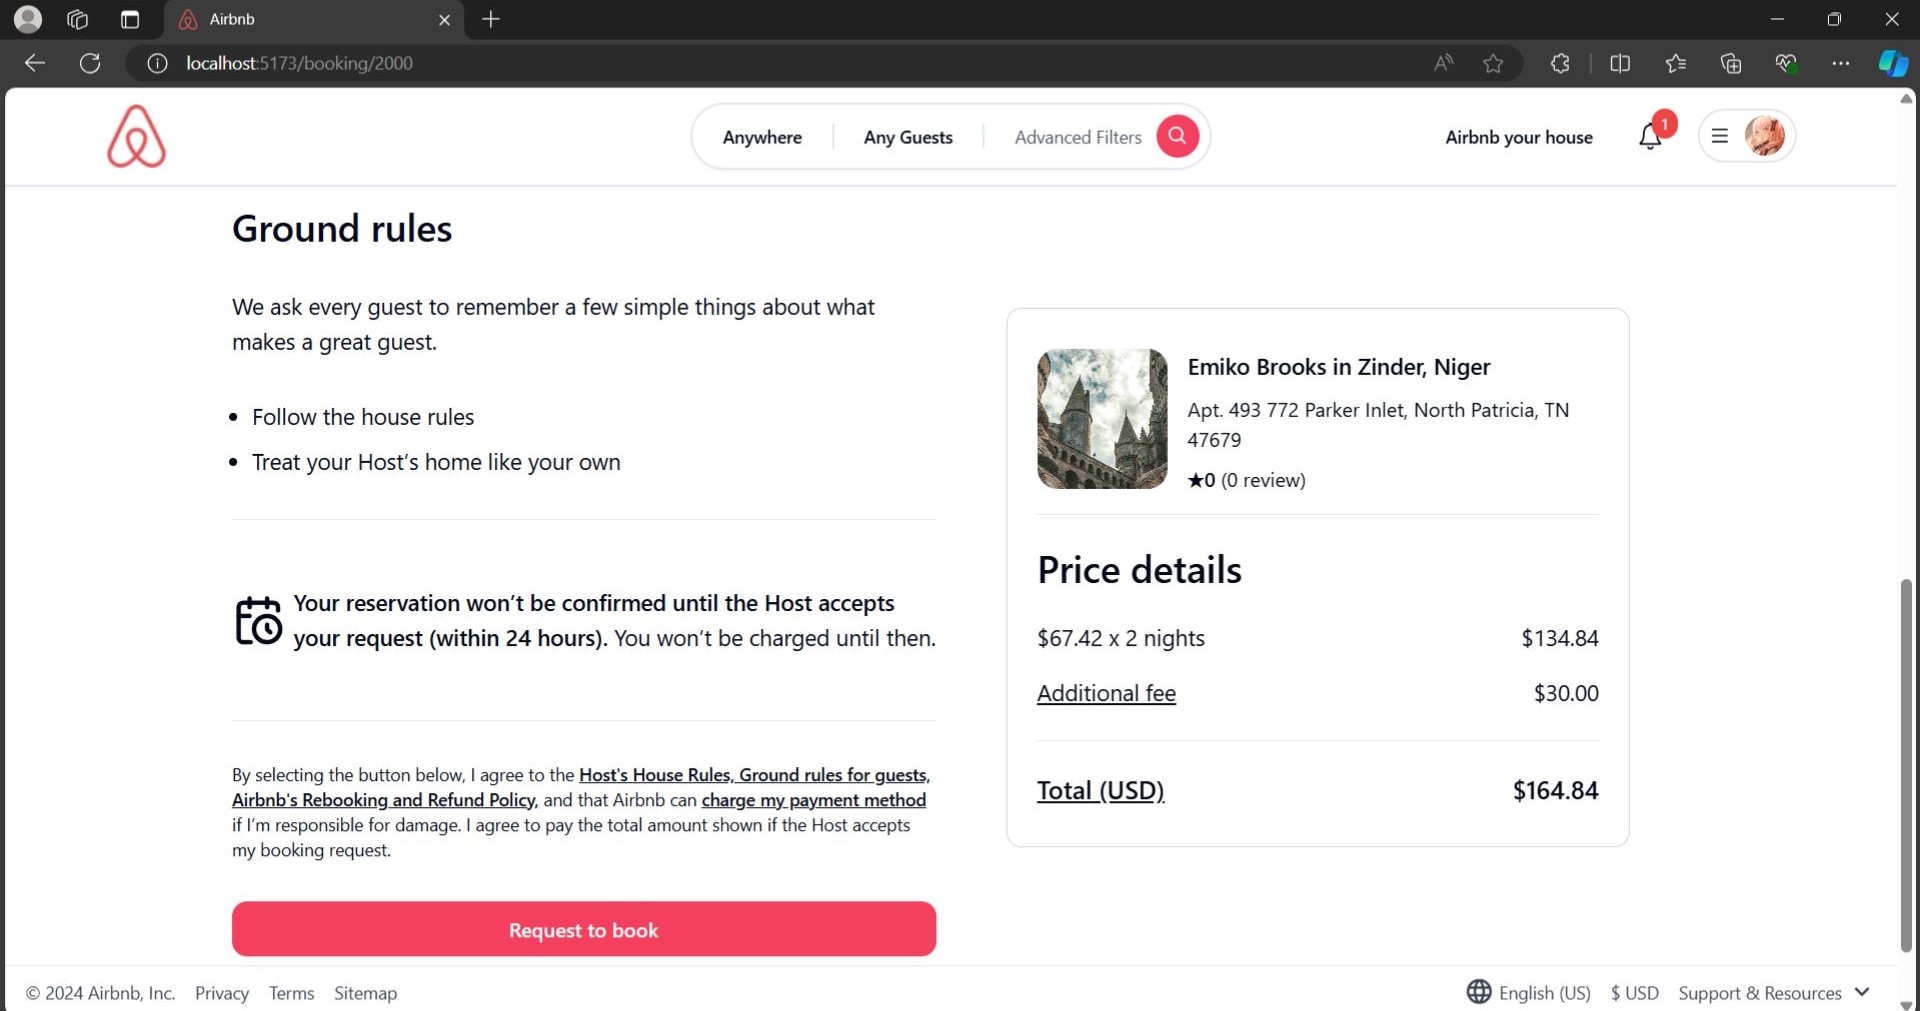 Airbnb
localhost:5173/booking/2000
Anywhere
Any Guests
Advanced Filters
Airbnb your house
1
Ground rules
We ask every guest to remember a few simple things about what
makes a great guest.
Follow the house rules
Treat your Host’s home like your own
Your reservation won’t be confirmed until the Host accepts
your request (within 24 hours). You won’t be charged until then.
By selecting the button below, I agree to the Host's House Rules, Ground rules for guests,
Airbnb's Rebooking and Refund Policy, and that Airbnb can charge my payment method
if I’m responsible for damage. I agree to pay the total amount shown if the Host accepts
my booking request.
Request to book
Emiko Brooks in Zinder, Niger
Apt. 493 772 Parker Inlet, North Patricia, TN
47679
★0 (0 review)
Price details
$67.42 x 2 nights $134.84
Additional fee $30.00
Total (USD) $164.84
© 2024 Airbnb, Inc. Privacy Terms Sitemap
English (US) $ USD Support & Resources